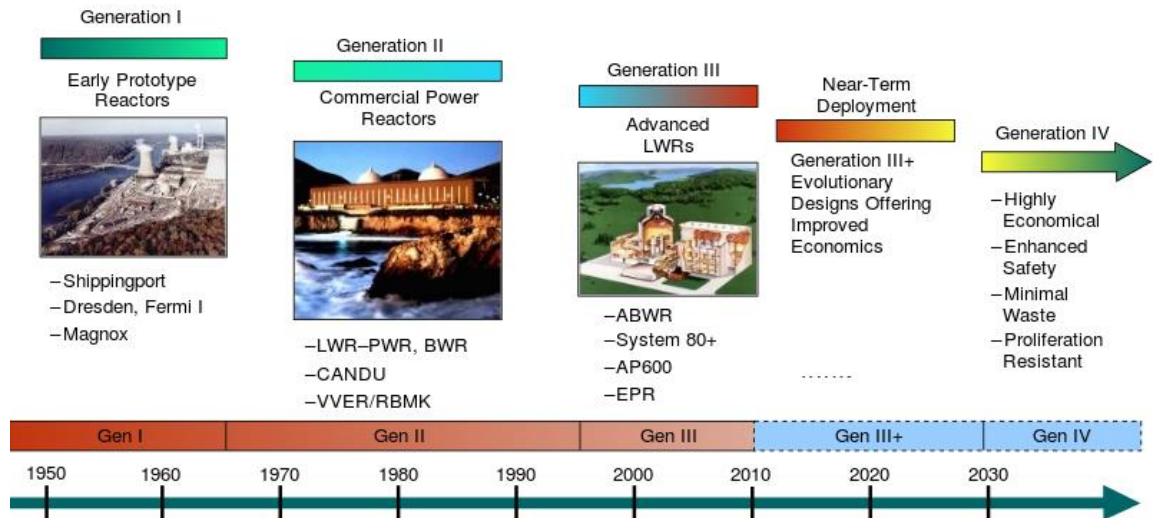 Generation I
Early Prototype
Reactors
–Shippingport
–Dresden, Fermi I
–Magnox
Generation II
Commercial Power
Reactors
–LWR–PWR, BWR
–CANDU
–VVER/RBMK
Generation III
Advanced
LWRs
–ABWR
–System 80+
–AP600
–EPR
Near-Term
Deployment
Generation III+
Evolutionary
Designs Offering
Improved
Economics
.......
Generation IV
–Highly
Economical
–Enhanced
Safety
–Minimal
Waste
–Proliferation
Resistant
Gen I
Gen II
Gen III
Gen III+
Gen IV
1950
1960
1970
1980
1990
2000
2010
2020
2030